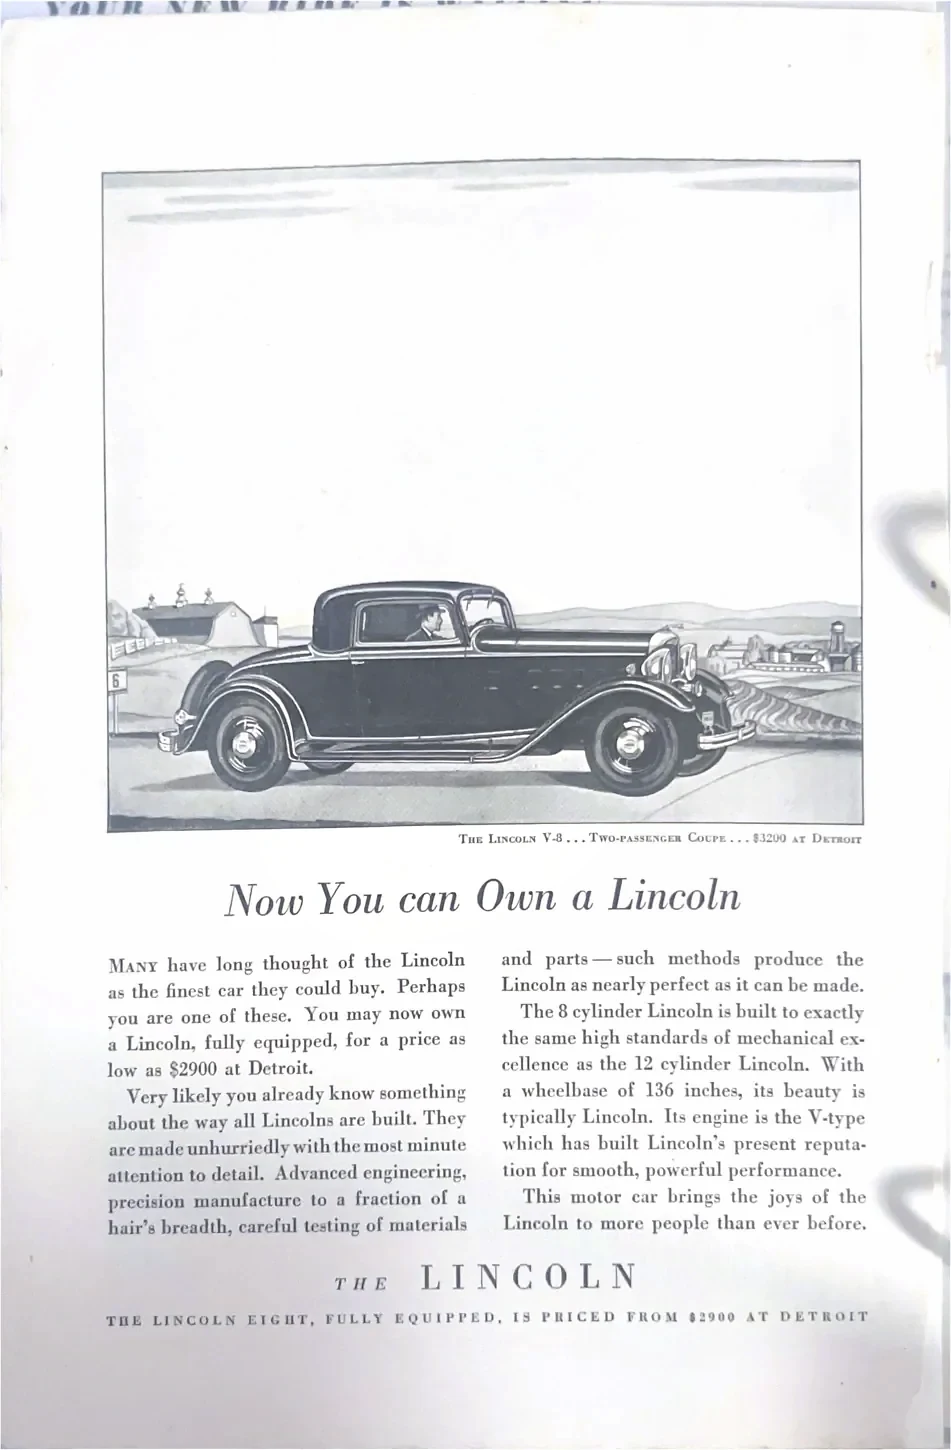 YOUR NEW RIDE IS
6
THE LINCOLN V-8 . . . TWO-PASSENGER COUPE . . . $3200 AT DETROIT
Now You can Own a Lincoln
MANY have long thought of the Lincoln
as the finest car they could buy. Perhaps
you are one of these. You may now own
a Lincoln, fully equipped, for a price as
low as $2900 at Detroit.
Very likely you already know something
about the way all Lincolns are built. They
are made unhurriedly with the most minute
attention to detail. Advanced engineering,
precision manufacture to a fraction of a
hair's breadth, careful testing of materials
and parts — such methods produce the
Lincoln as nearly perfect as it can be made.
The 8 cylinder Lincoln is built to exactly
the same high standards of mechanical ex-
cellence as the 12 cylinder Lincoln. With
a wheelbase of 136 inches, its beauty is
typically Lincoln. Its engine is the V-type
which has built Lincoln's present reputa-
tion for smooth, powerful performance.
This motor car brings the joys of the
Lincoln to more people than ever before.
THE LINCOLN
THE LINCOLN EIGHT, FULLY EQUIPPED, IS PRICED FROM $2900 AT DETROIT